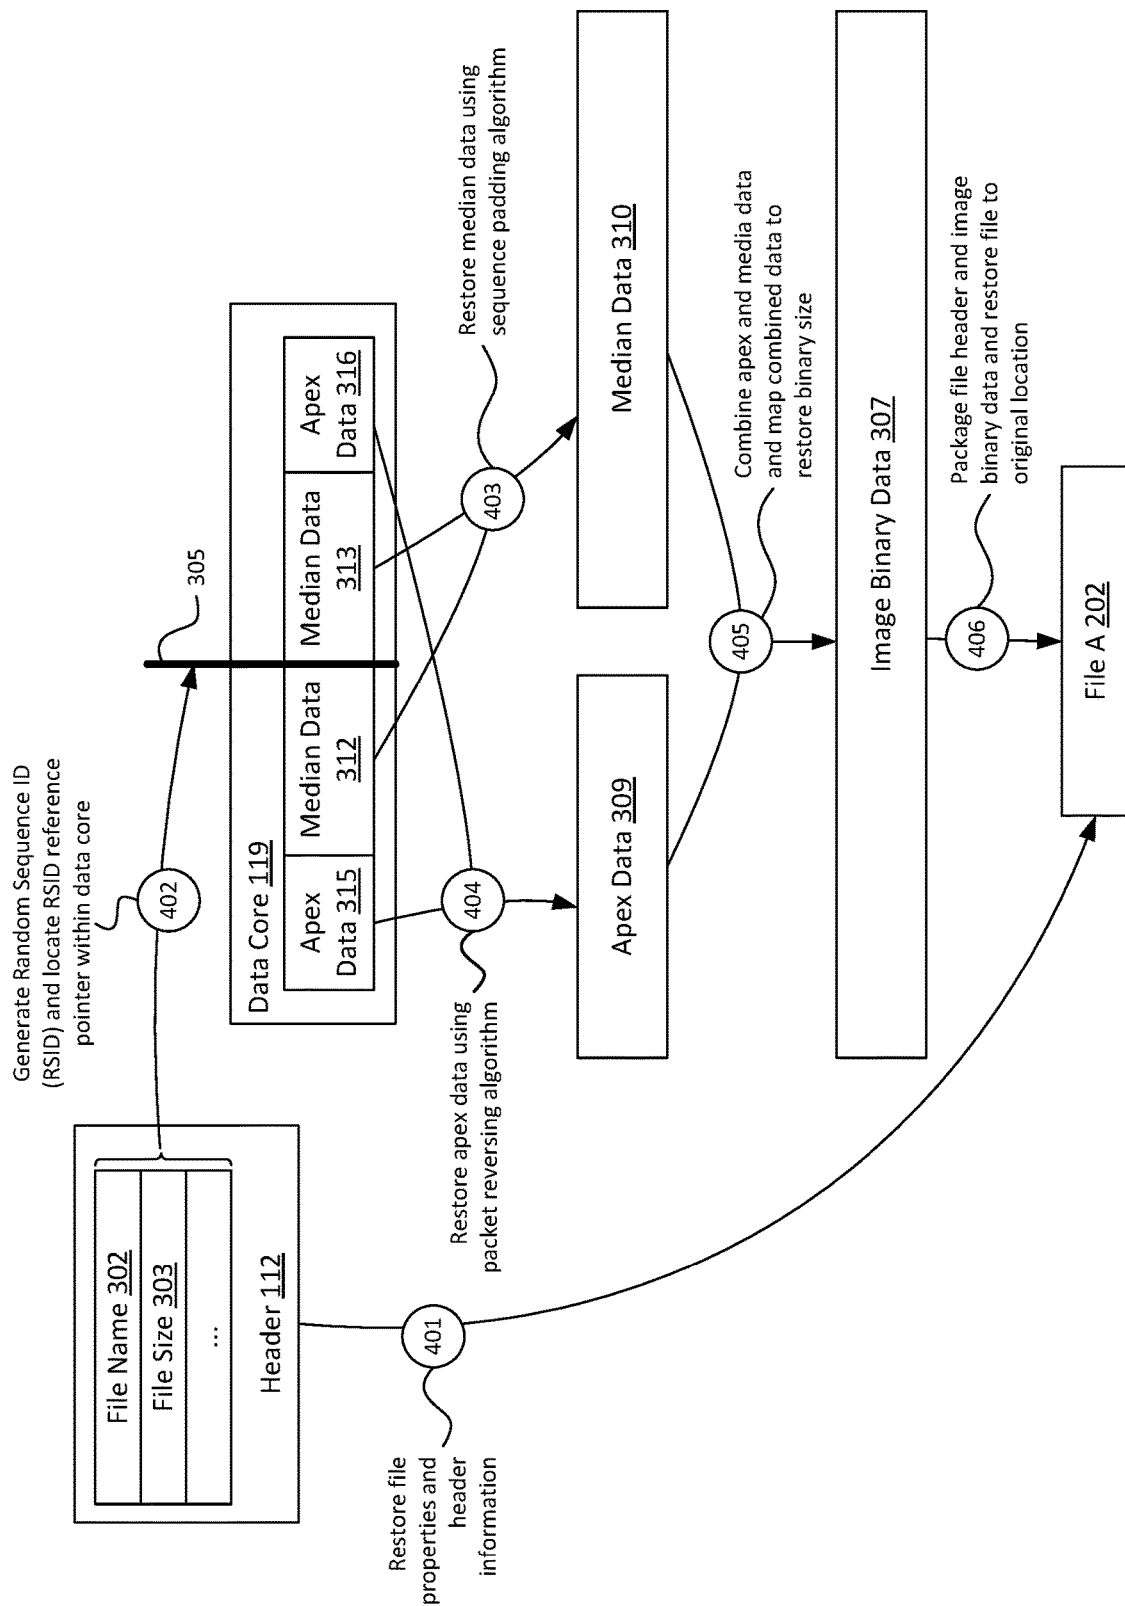 Generate Random Sequence ID
(RSID) and locate RSID reference
pointer within data core
File Name 302
File Size 303
...
Header 112
402
305
Data Core 119
Apex
Data 315
Median Data
312
Median Data
313
Apex
Data 316
401
Restore file
properties and
header
information
404
Restore apex data using
packet reversing algorithm
403
Restore median data using
sequence padding algorithm
Apex Data 309
Median Data 310
405
Combine apex and media data
and map combined data to
restore binary size
Image Binary Data 307
406
Package file header and image
binary data and restore file to
original location
File A 202